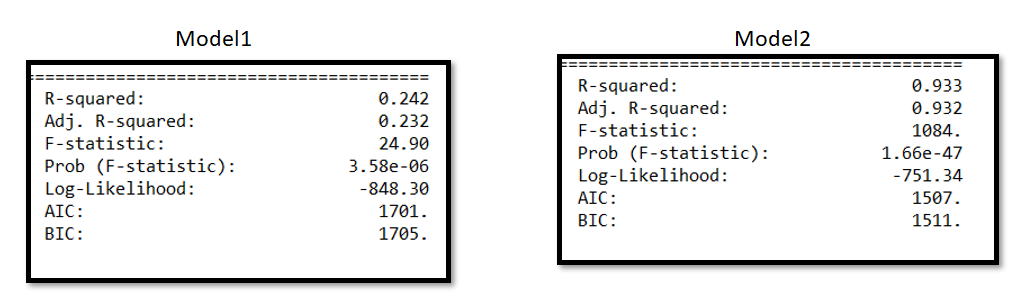 Model1
==========================================
R-squared: 0.242
Adj. R-squared: 0.232
F-statistic: 24.90
Prob (F-statistic): 3.58e-06
Log-Likelihood: -848.30
AIC: 1701.
BIC: 1705.
Model2
==========================================
R-squared: 0.933
Adj. R-squared: 0.932
F-statistic: 1084.
Prob (F-statistic): 1.66e-47
Log-Likelihood: -751.34
AIC: 1507.
BIC: 1511.